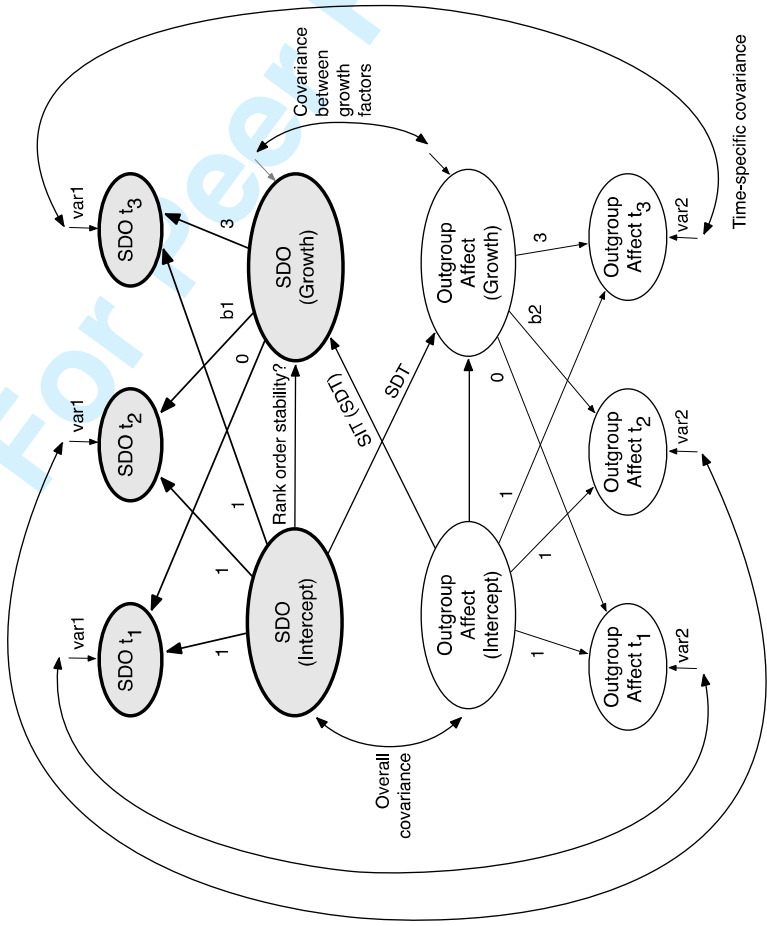 For Peer R
var1
var1
var1
SDO t1
SDO t2
SDO t3
1
1
1
0
b1
3
SDO
(Intercept)
Rank order stability?
SDO
(Growth)
Covariance
between
growth
factors
Overall
covariance
SIT (SDT)
SDT
Outgroup
Affect
(Intercept)
Outgroup
Affect
(Growth)
1
1
1
0
b2
3
Outgroup
Affect t1
Outgroup
Affect t2
Outgroup
Affect t3
var2
var2
var2
Time-specific covariance